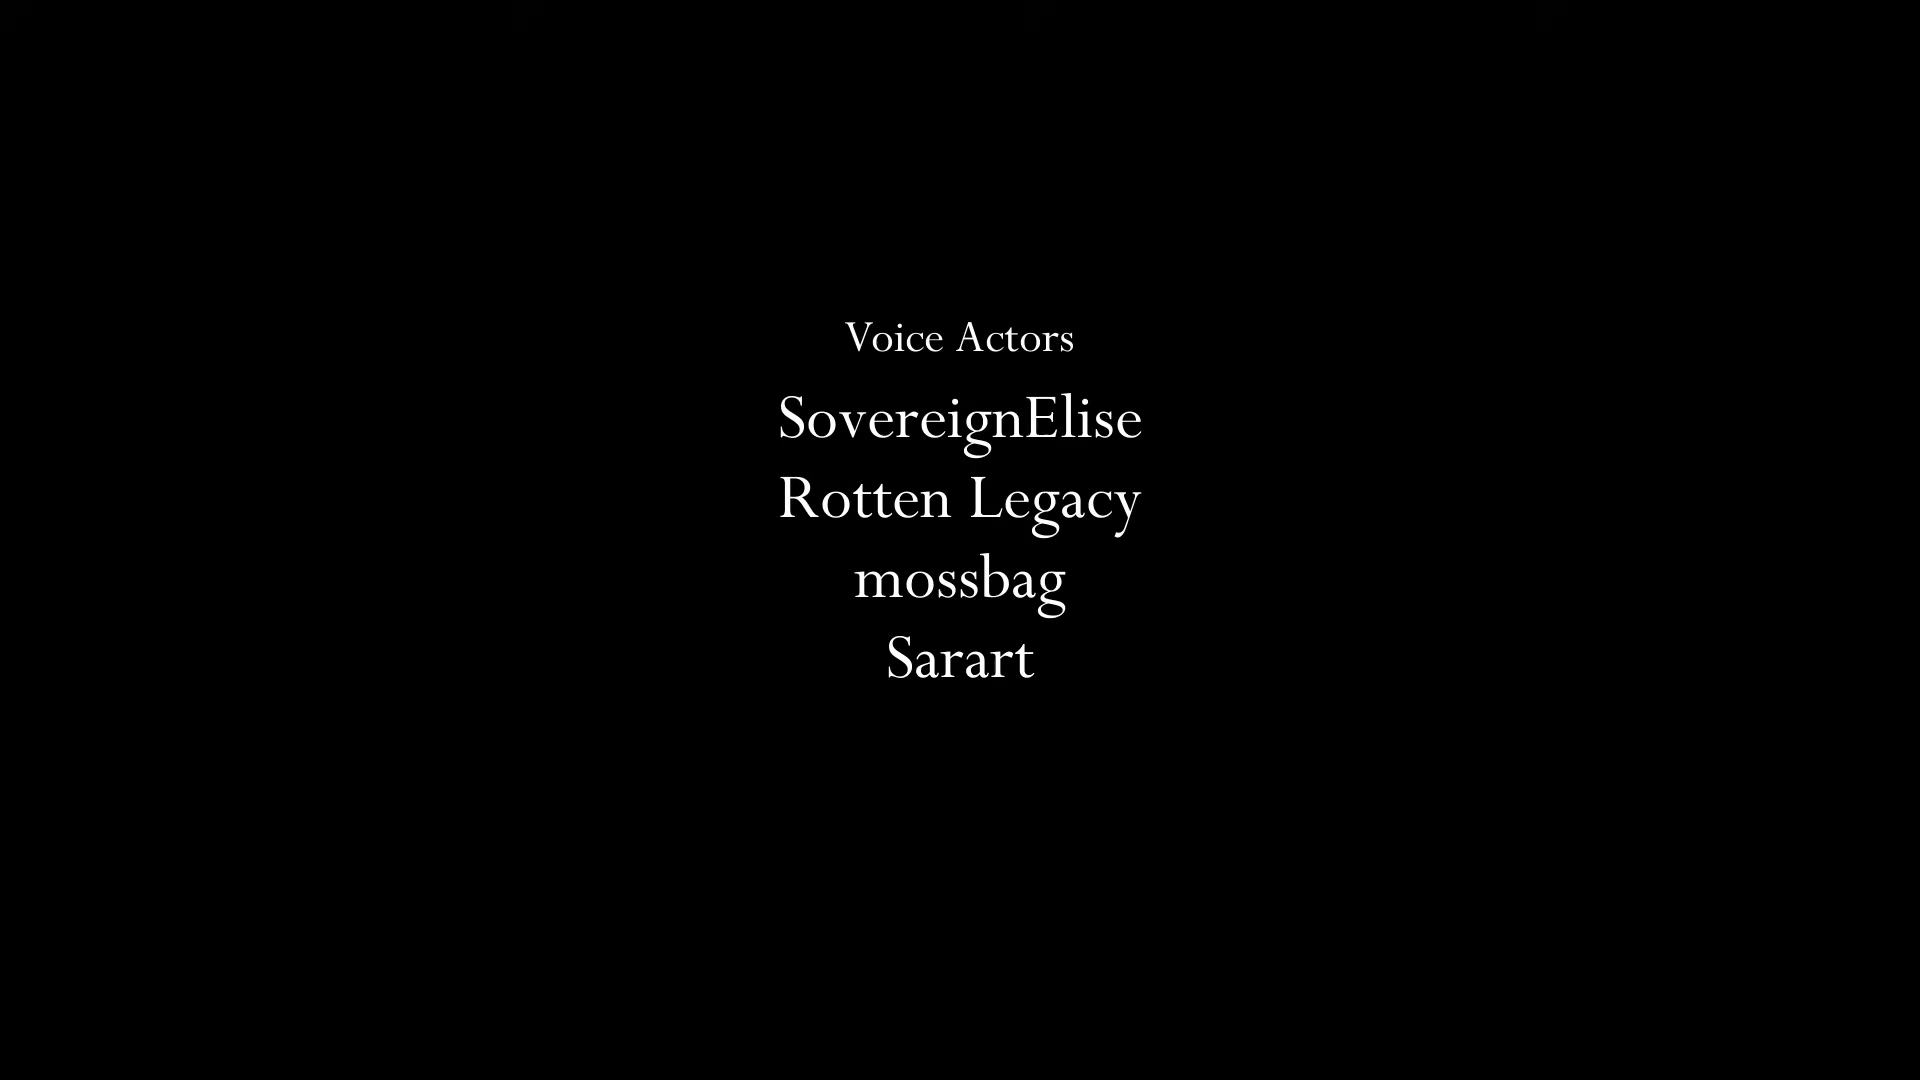 Voice Actors
SovereignElise
Rotten Legacy
mossbag
Sarart